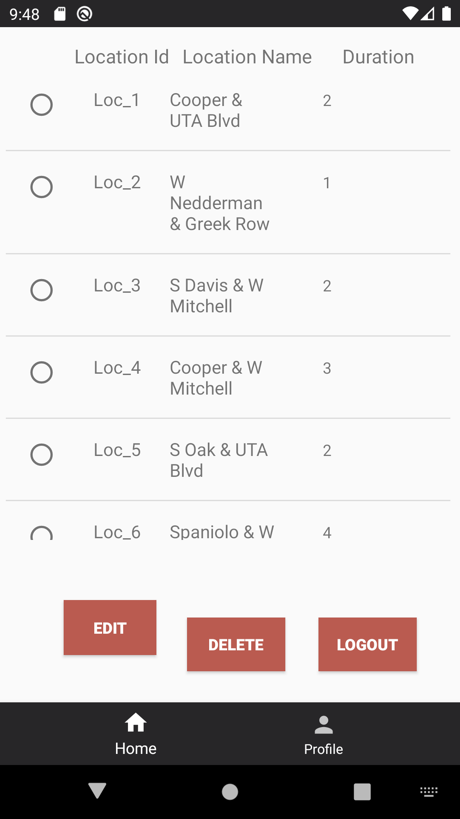 9:48
Location Id Location Name Duration
Loc_1 Cooper & 2
UTA Blvd
Loc_2 W 1
Nedderman
& Greek Row
Loc_3 S Davis & W 2
Mitchell
Loc_4 Cooper & W 3
Mitchell
Loc_5 S Oak & UTA 2
Blvd
Loc_6 Spaniolo & W 4
EDIT
DELETE LOGOUT
Home Profile